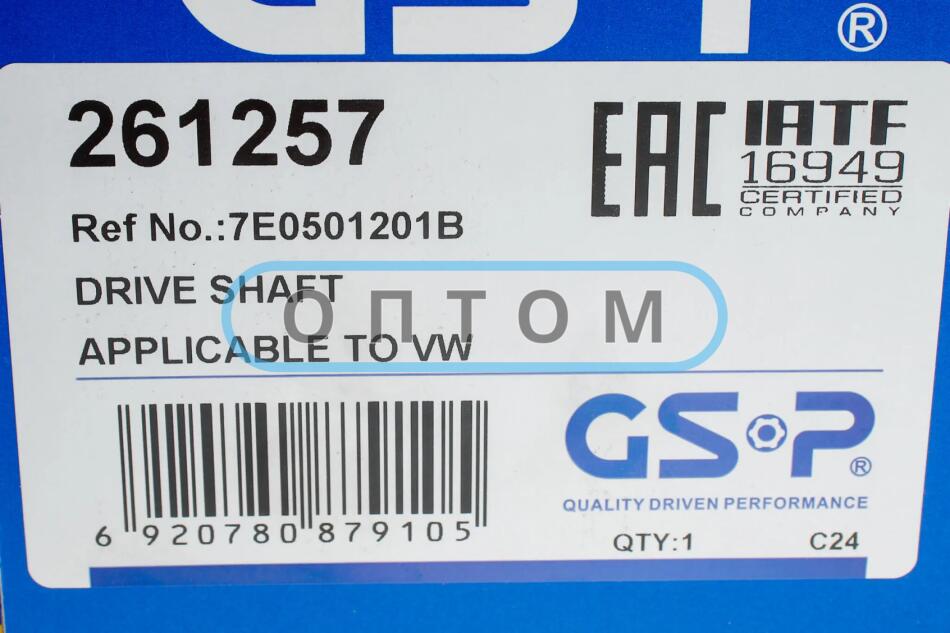 GSP®
261257
EAC
IATF
16949
CERTIFIED
COMPANY
Ref No.:7E0501201B
DRIVE SHAFT
ОПТОМ
APPLICABLE TO VW
GSP®
QUALITY DRIVEN PERFORMANCE
6 920780 879105
QTY:1 C24